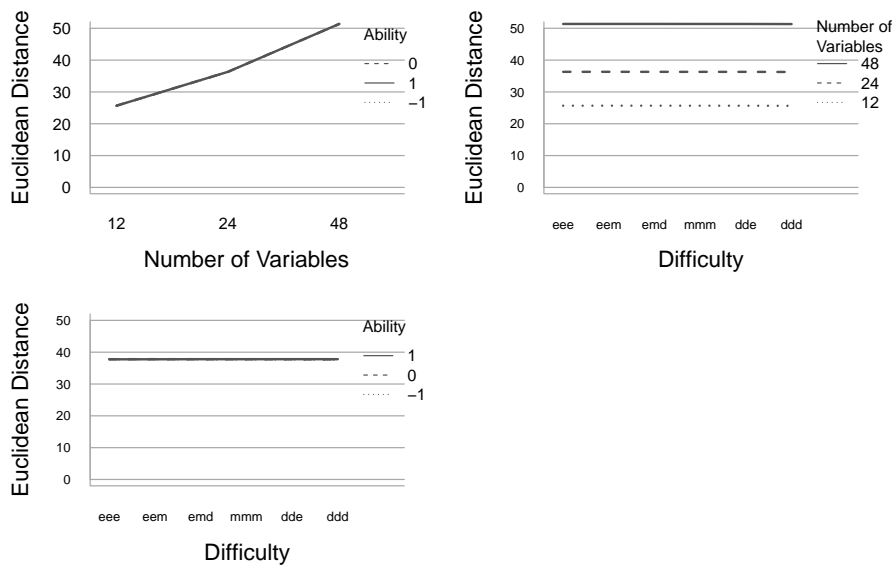 Euclidean Distance
50
40
30
20
10
0
12 24 48
Number of Variables
Ability
0
1
−1
Euclidean Distance
50
40
30
20
10
0
eee eem emd mmm dde ddd
Difficulty
Number of
Variables
48
24
12
Euclidean Distance
50
40
30
20
10
0
eee eem emd mmm dde ddd
Difficulty
Ability
1
0
−1